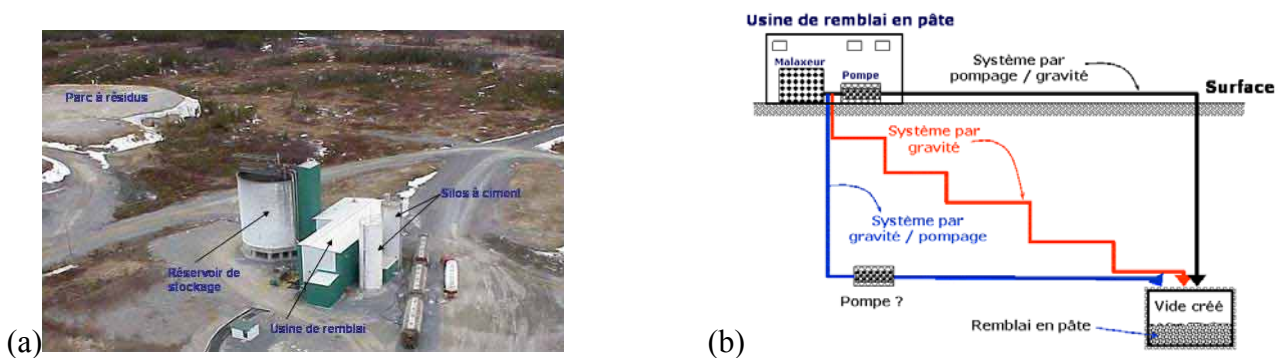 (a)
Parc à résidus
Silos à ciment
Réservoir de
stockage
Usine de remblai
(b)
Usine de remblai en pâte
Malaxeur
Pompe
Système par
pompage / gravité
Surface
Système par
gravité
Système par
gravité / pompage
Pompe ?
Vide créé
Remblai en pâte